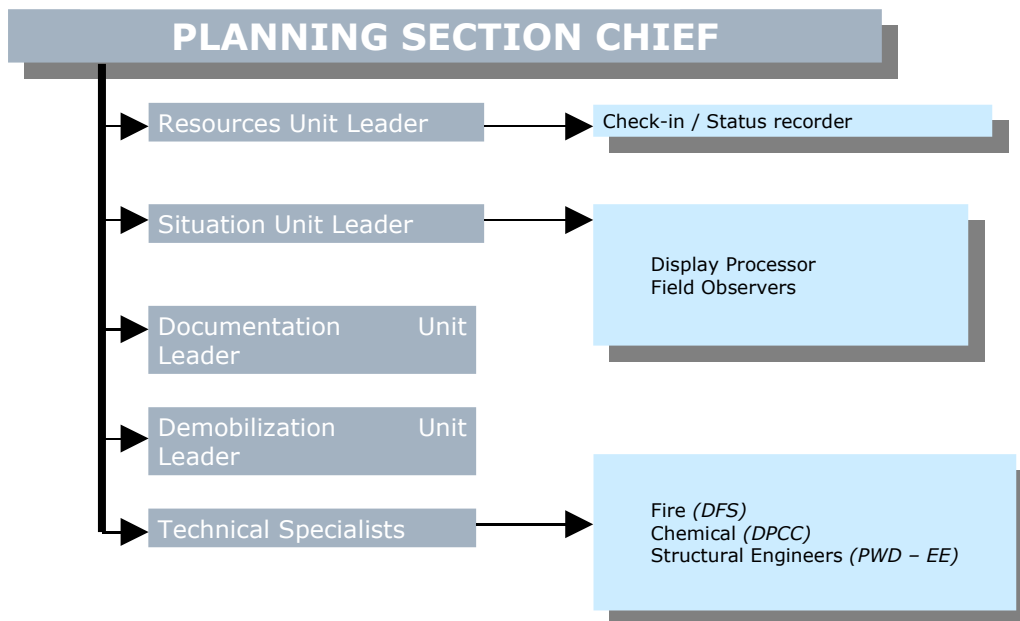 PLANNING SECTION CHIEF
Resources Unit Leader
Check-in / Status recorder
Situation Unit Leader
Display Processor
Field Observers
Documentation Unit
Leader
Demobilization Unit
Leader
Technical Specialists
Fire (DFS)
Chemical (DPCC)
Structural Engineers (PWD – EE)